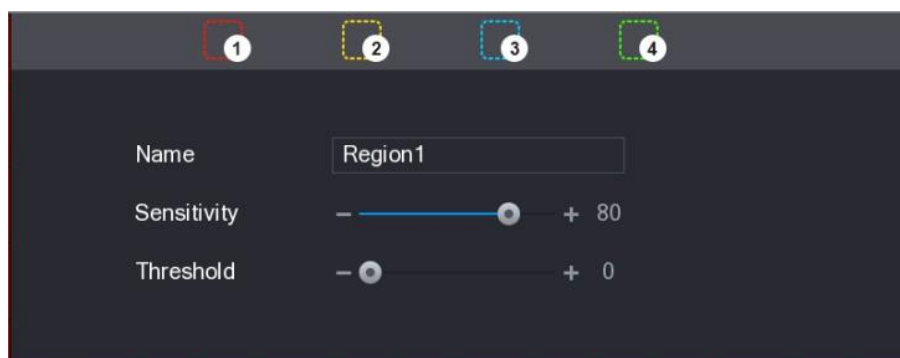 1 2 3 4
Name Region1
Sensitivity − + 80
Threshold − + 0